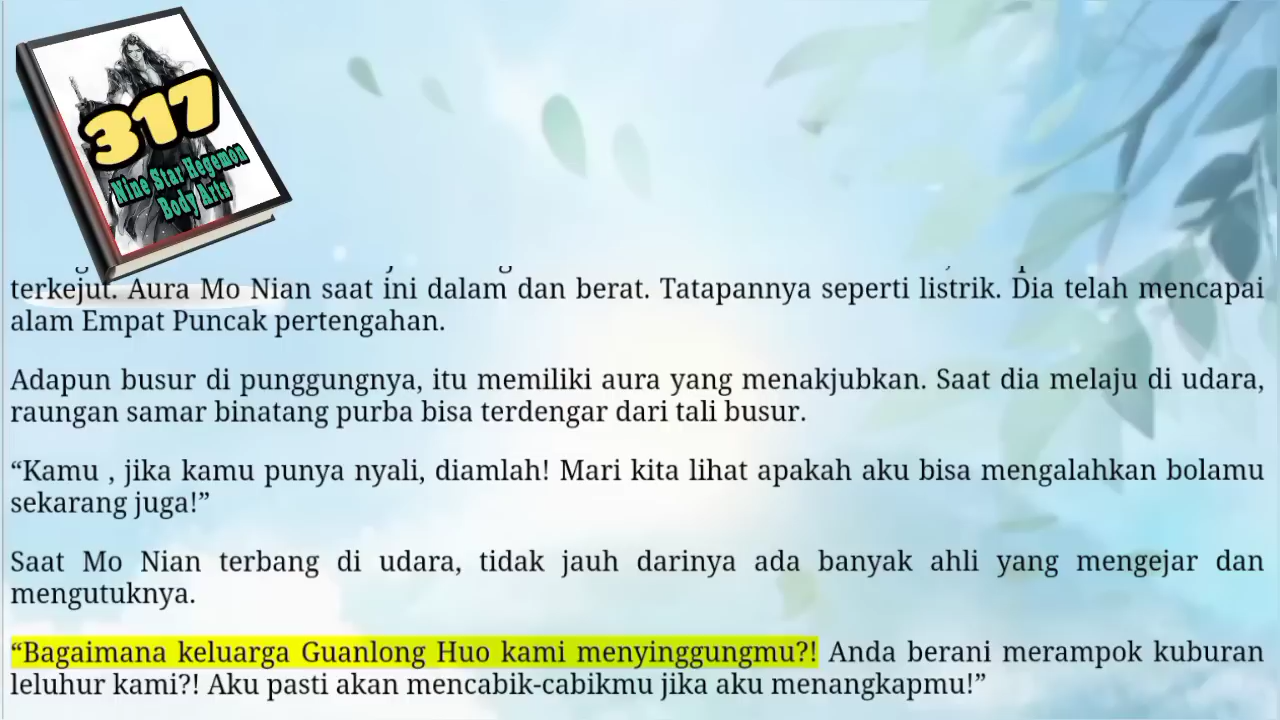 317
Nine Star Hegemon
Body Arts
terkejut. Aura Mo Nian saat ini dalam dan berat. Tatapannya seperti listrik. Dia telah mencapai
alam Empat Puncak pertengahan.
Adapun busur di punggungnya, itu memiliki aura yang menakjubkan. Saat dia melaju di udara,
raungan samar binatang purba bisa terdengar dari tali busur.
“Kamu , jika kamu punya nyali, diamlah! Mari kita lihat apakah aku bisa mengalahkan bolamu
sekarang juga!”
Saat Mo Nian terbang di udara, tidak jauh darinya ada banyak ahli yang mengejar dan
mengutuknya.
“Bagaimana keluarga Guanlong Huo kami menyinggungmu?! Anda berani merampok kuburan
leluhur kami?! Aku pasti akan mencabik-cabikmu jika aku menangkapmu!”